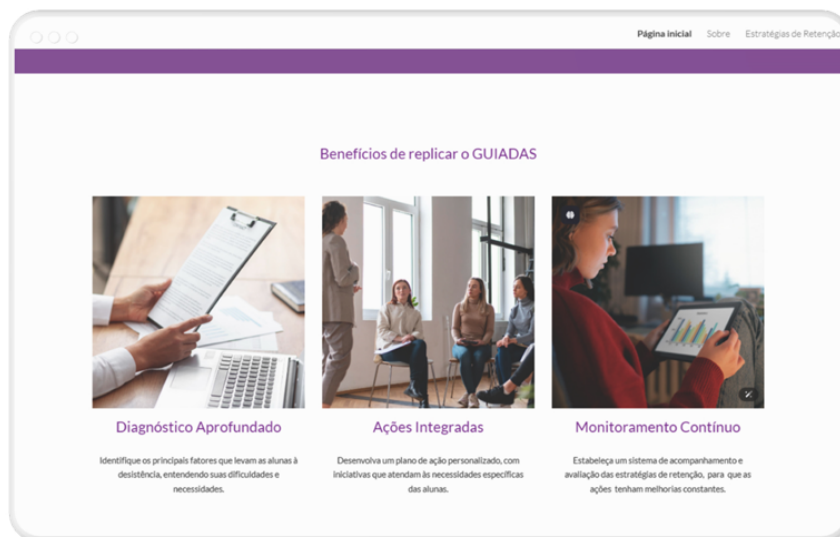 Página inicial Sobre Estratégias de Retenção
Benefícios de replicar o GUIADAS
Diagnóstico Aprofundado
Identifique os principais fatores que levam as alunas à
desistência, entendendo suas dificuldades e
necessidades.
Ações Integradas
Desenvolva um plano de ação personalizado, com
iniciativas que atendam às necessidades específicas
das alunas.
Monitoramento Contínuo
Estabeleça um sistema de acompanhamento e
avaliação das estratégias de retenção, para que as
ações tenham melhorias constantes.